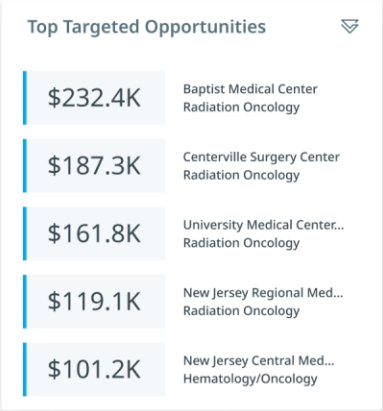 Top Targeted Opportunities
$232.4K
Baptist Medical Center
Radiation Oncology
$187.3K
Centerville Surgery Center
Radiation Oncology
$161.8K
University Medical Center...
Radiation Oncology
$119.1K
New Jersey Regional Med...
Radiation Oncology
$101.2K
New Jersey Central Med...
Hematology/Oncology